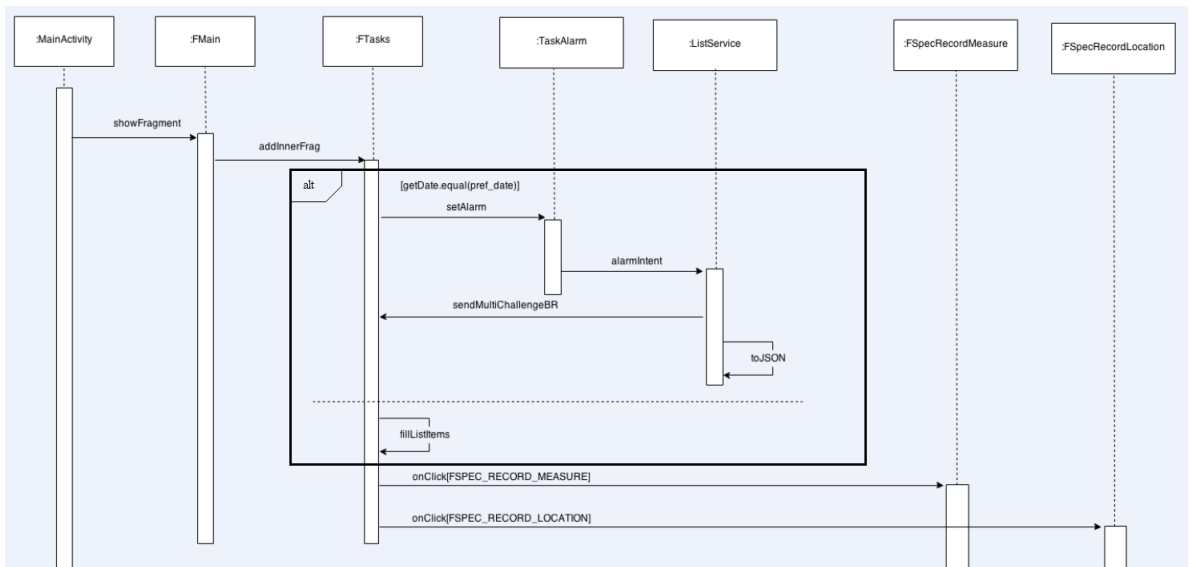 :MainActivity
:FMain
:FTasks
:TaskAlarm
:ListService
:FSpecRecordMeasure
:FSpecRecordLocation
showFragment
addInnerFrag
alt
[getDate.equal(pref_date)]
setAlarm
alarmIntent
sendMultiChallengeBR
toJSON
fillListItems
onClick[FSPEC_RECORD_MEASURE]
onClick[FSPEC_RECORD_LOCATION]